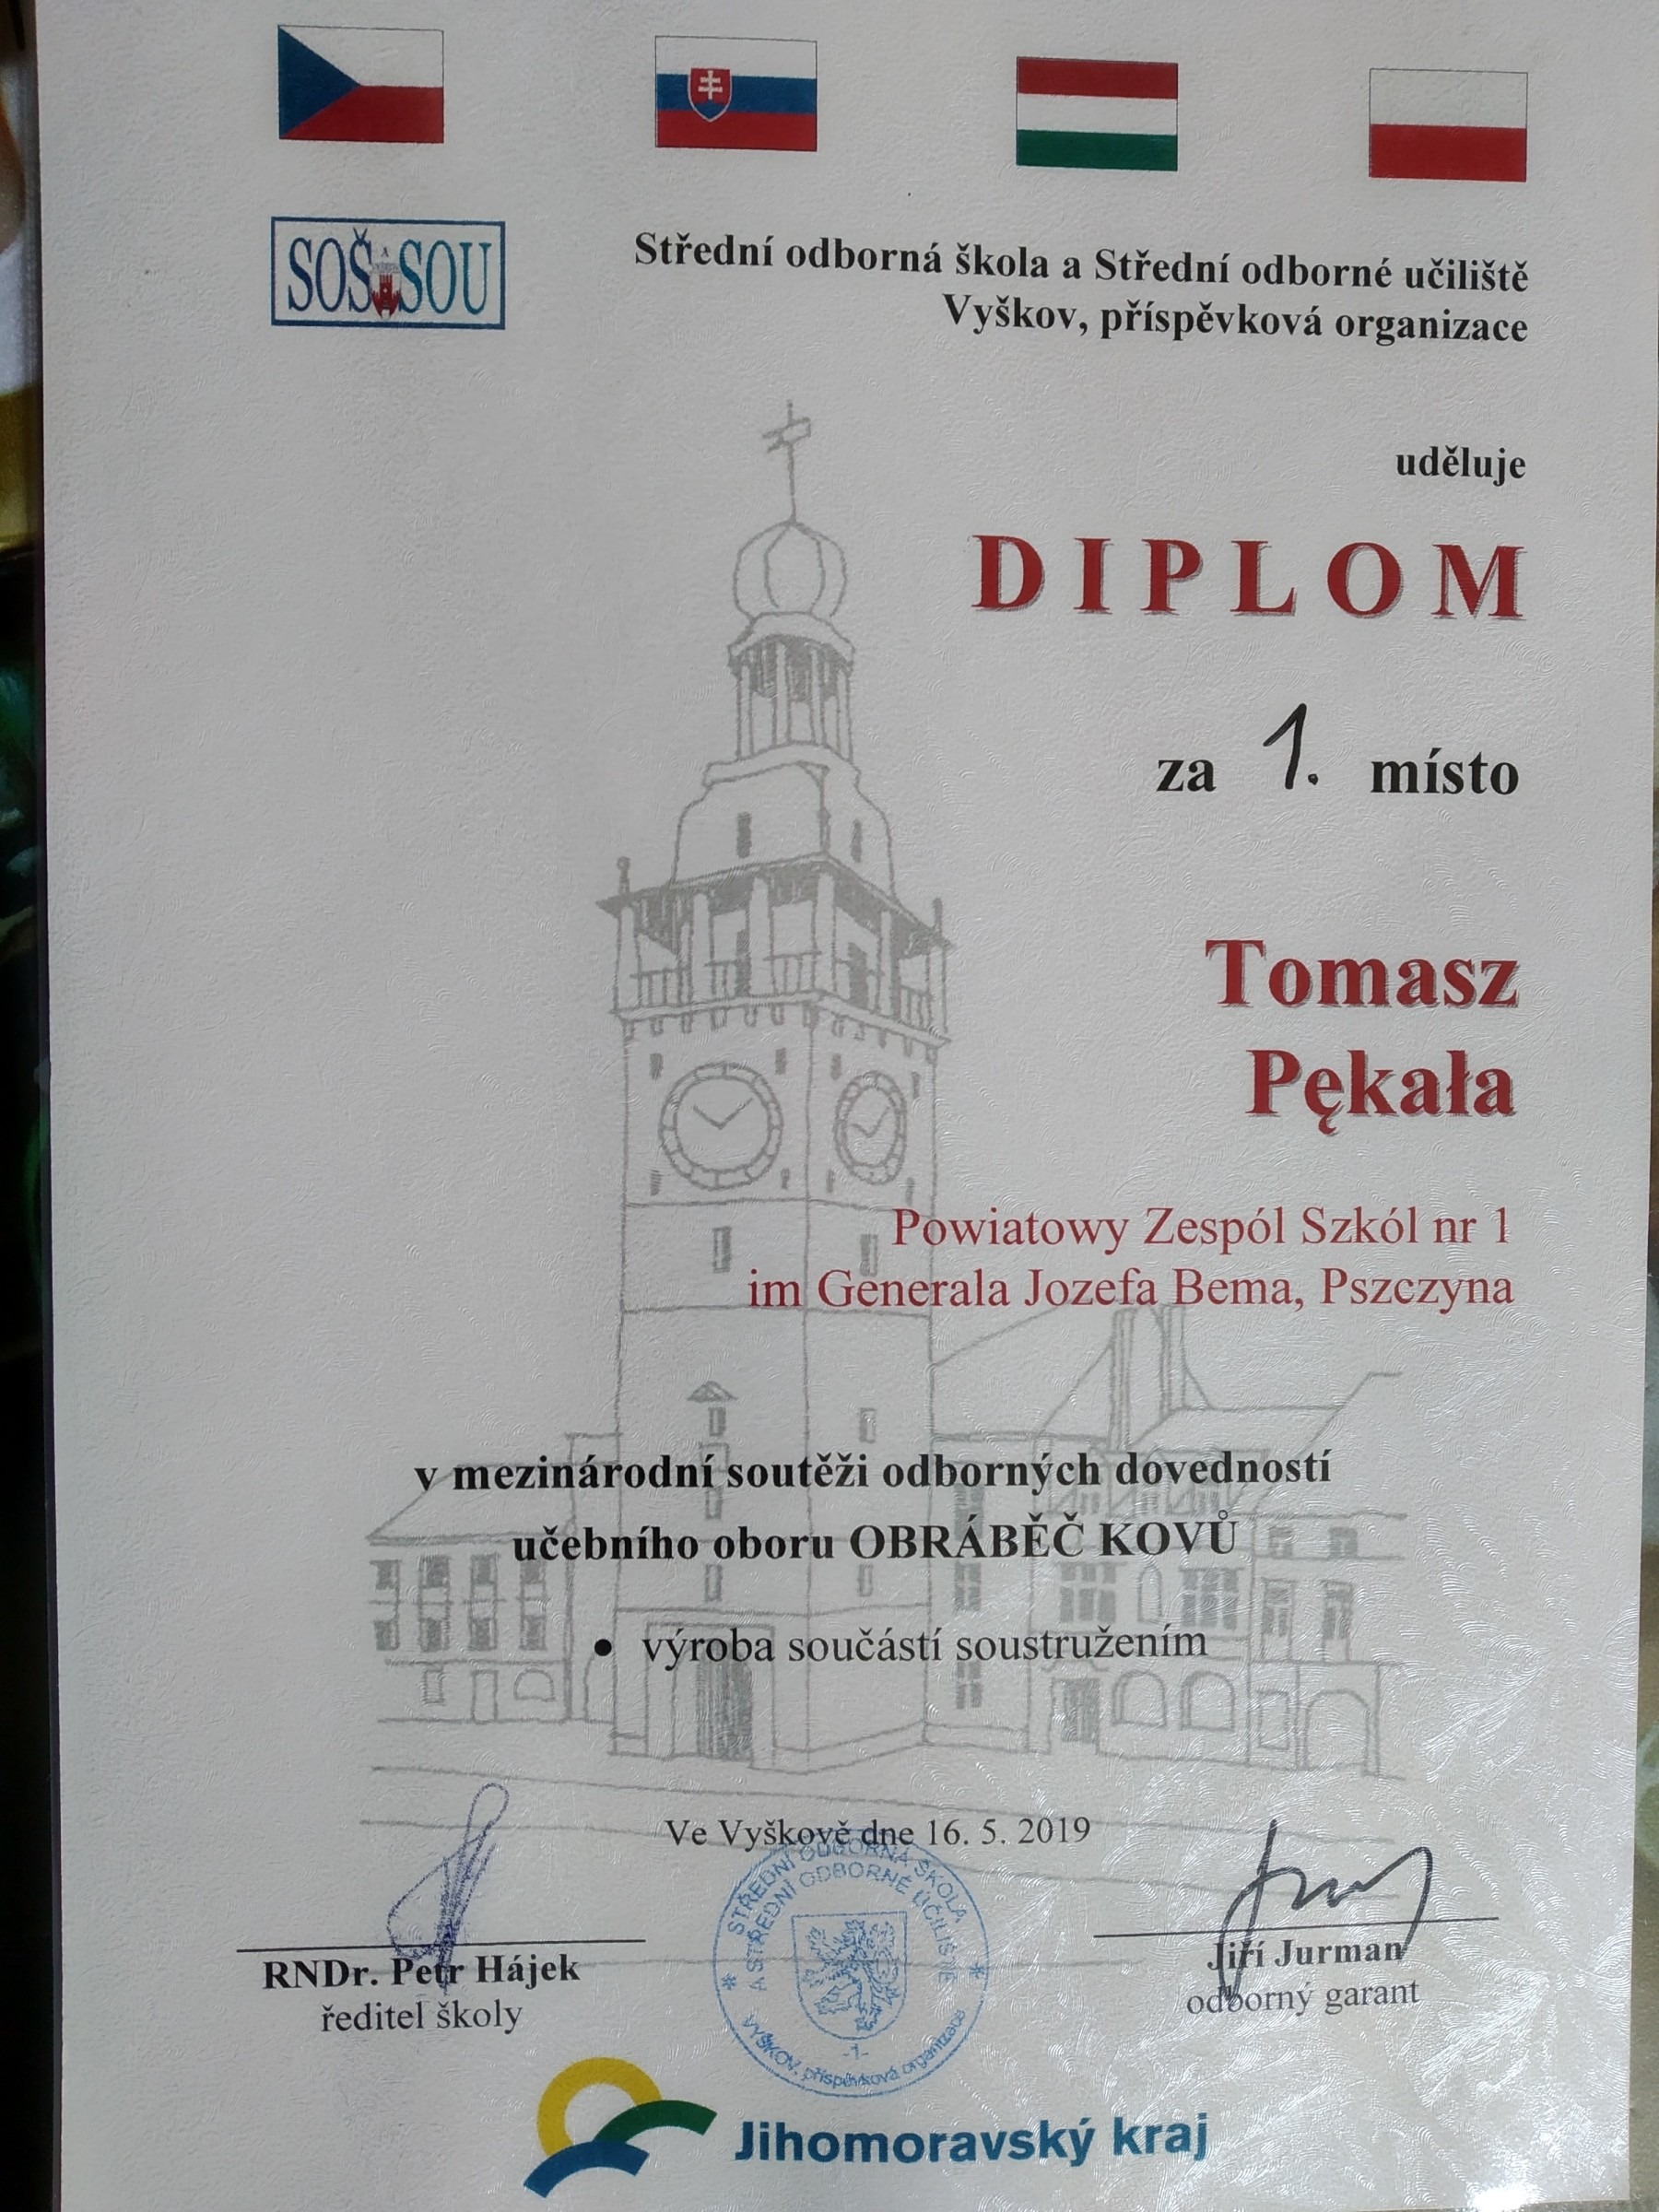 SOŠ SOU
Střední odborná škola a Střední odborné učiliště
Vyškov, příspěvková organizace
uděluje
DIPLOM
za 1. místo
Tomasz
Pękała
Powiatowy Zespól Szkól nr 1
im Generala Jozefa Bema, Pszczyna
v mezinárodní soutěži odborných dovedností
učebního oboru OBRÁBĚČ KOVŮ
• výroba součástí soustružením
Ve Vyškově dne 16. 5. 2019
STŘEDNÍ ODBORNÁ ŠKOLA
A STŘEDNÍ ODBORNÉ UČILIŠTĚ
-1-
VYŠKOV, příspěvková organizace
RNDr. Petr Hájek
ředitel školy
Jiří Jurman
odborný garant
Jihomoravský kraj